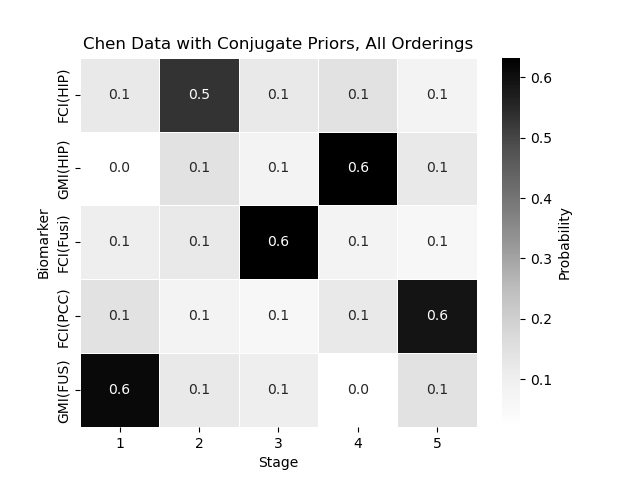 Chen Data with Conjugate Priors, All Orderings
FCI(HIP) 0.1 0.5 0.1 0.1 0.1
GMI(HIP) 0.0 0.1 0.1 0.6 0.1
FCI(Fusi) 0.1 0.1 0.6 0.1 0.1
FCI(PCC) 0.1 0.1 0.1 0.1 0.6
GMI(FUS) 0.6 0.1 0.1 0.0 0.1
1 2 3 4 5
Stage
Biomarker
0.6
0.5
0.4
0.3
0.2
0.1
Probability